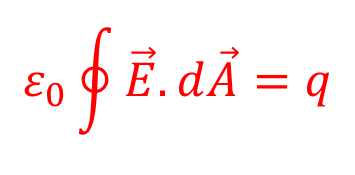 ε₀ ∮ E⃗ . dA⃗ = q